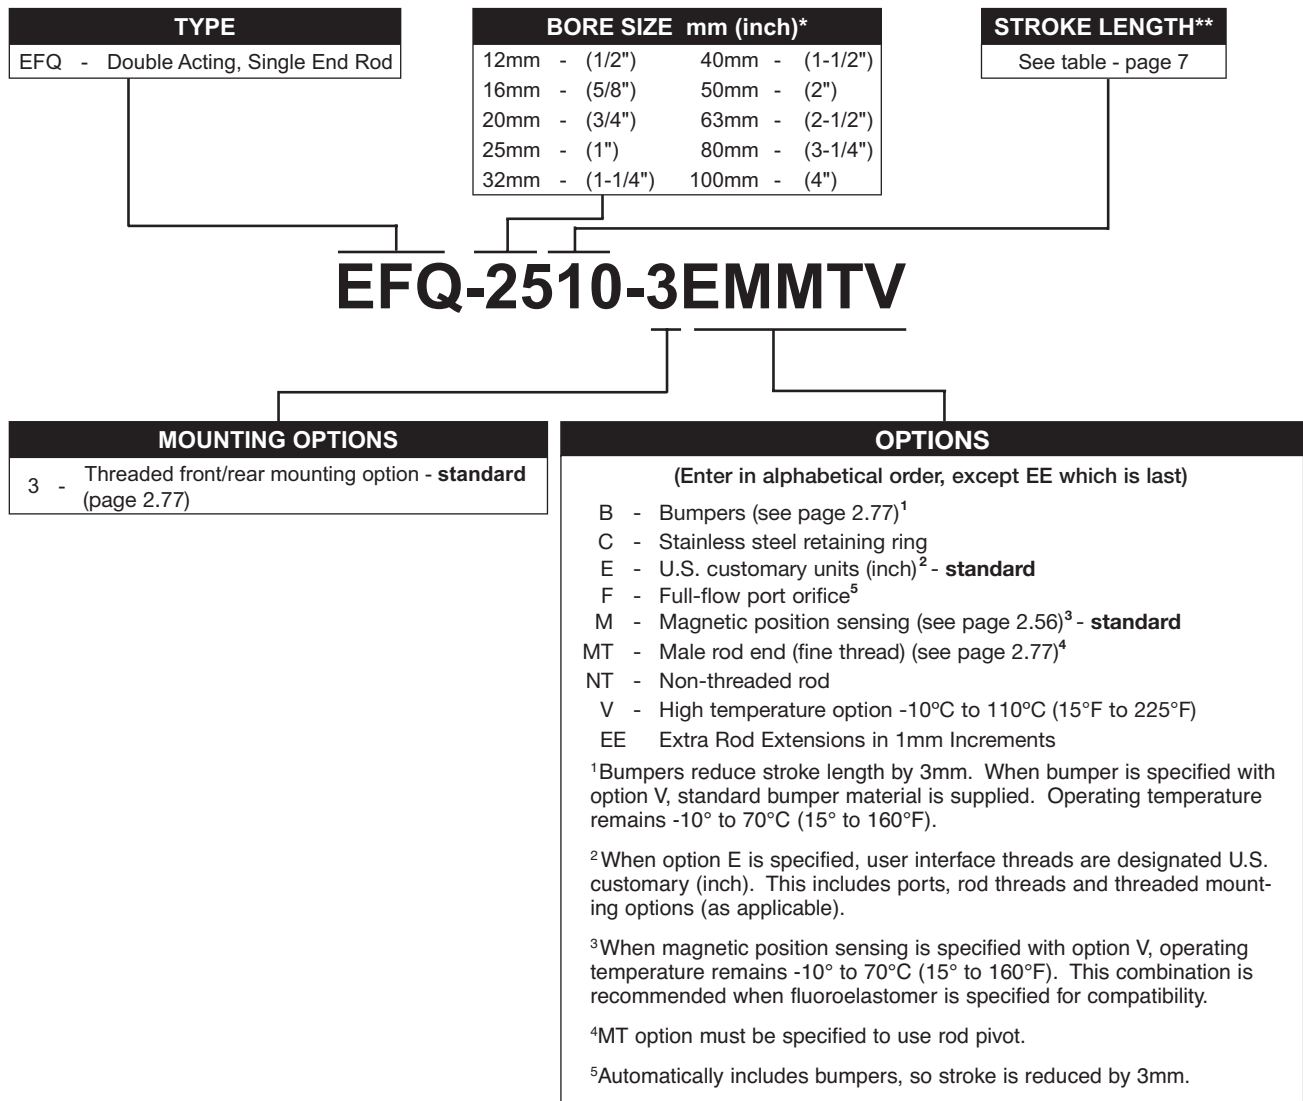 TYPE
EFQ - Double Acting, Single End Rod
BORE SIZE mm (inch)*
12mm - (1/2") 40mm - (1-1/2")
16mm - (5/8") 50mm - (2")
20mm - (3/4") 63mm - (2-1/2")
25mm - (1") 80mm - (3-1/4")
32mm - (1-1/4") 100mm - (4")
STROKE LENGTH**
See table - page 7
EFQ-2510-3EMMTV
MOUNTING OPTIONS
3 - Threaded front/rear mounting option - standard
(page 2.77)
OPTIONS
(Enter in alphabetical order, except EE which is last)
B - Bumpers (see page 2.77)¹
C - Stainless steel retaining ring
E - U.S. customary units (inch)² - standard
F - Full-flow port orifice⁵
M - Magnetic position sensing (see page 2.56)³ - standard
MT - Male rod end (fine thread) (see page 2.77)⁴
NT - Non-threaded rod
V - High temperature option -10ºC to 110ºC (15°F to 225°F)
EE Extra Rod Extensions in 1mm Increments
¹Bumpers reduce stroke length by 3mm. When bumper is specified with
option V, standard bumper material is supplied. Operating temperature
remains -10° to 70°C (15° to 160°F).
²When option E is specified, user interface threads are designated U.S.
customary (inch). This includes ports, rod threads and threaded mount-
ing options (as applicable).
³When magnetic position sensing is specified with option V, operating
temperature remains -10° to 70°C (15° to 160°F). This combination is
recommended when fluoroelastomer is specified for compatibility.
⁴MT option must be specified to use rod pivot.
⁵Automatically includes bumpers, so stroke is reduced by 3mm.